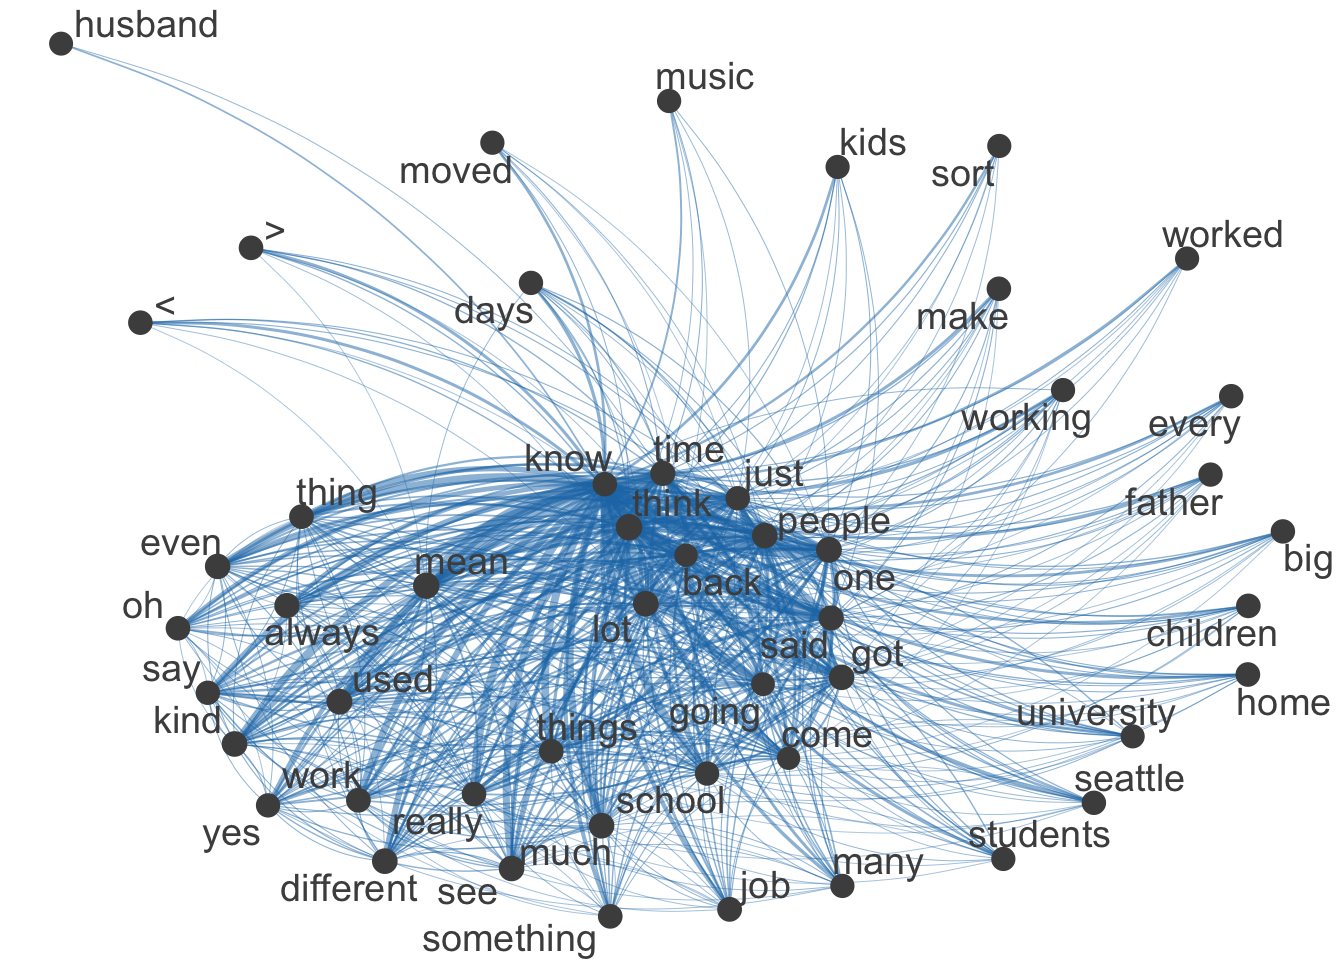 husband
music
kids
moved
sort
>
worked
<
days
make
working
every
time
know
just
thing
think
father
people
even
mean
back
one
big
oh
always
lot
said
children
got
say
used
going
home
university
kind
things
come
work
seattle
school
really
yes
students
much
many
different
see
job
something